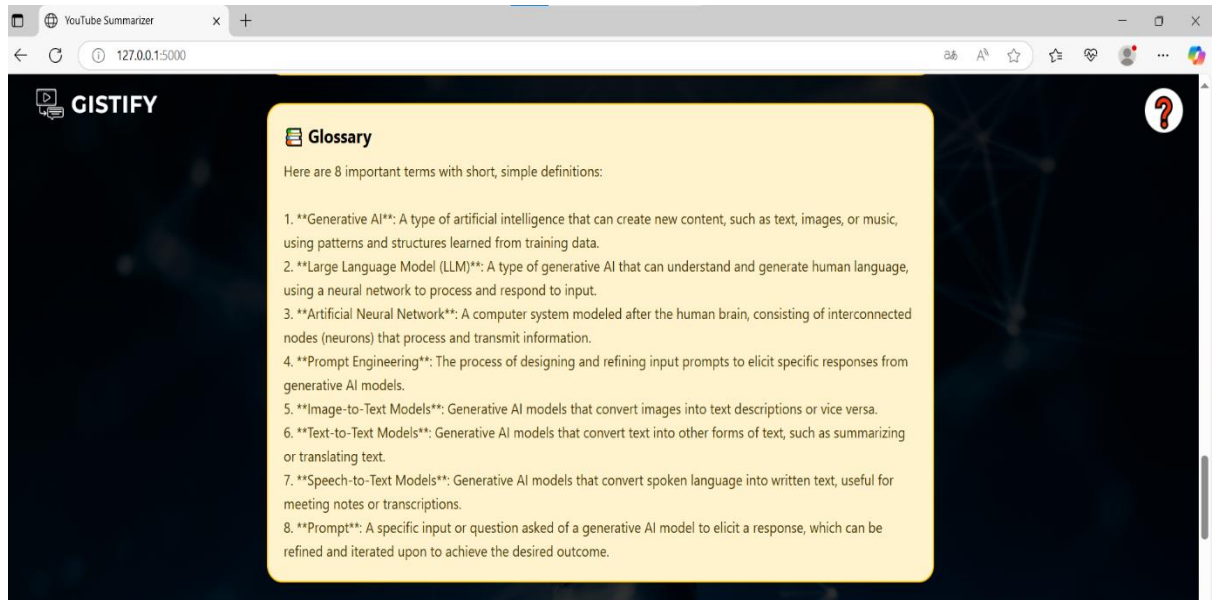 YouTube Summarizer
127.0.0.1:5000
GISTIFY
Glossary
Here are 8 important terms with short, simple definitions:
1. **Generative AI**: A type of artificial intelligence that can create new content, such as text, images, or music,
using patterns and structures learned from training data.
2. **Large Language Model (LLM)**: A type of generative AI that can understand and generate human language,
using a neural network to process and respond to input.
3. **Artificial Neural Network**: A computer system modeled after the human brain, consisting of interconnected
nodes (neurons) that process and transmit information.
4. **Prompt Engineering**: The process of designing and refining input prompts to elicit specific responses from
generative AI models.
5. **Image-to-Text Models**: Generative AI models that convert images into text descriptions or vice versa.
6. **Text-to-Text Models**: Generative AI models that convert text into other forms of text, such as summarizing
or translating text.
7. **Speech-to-Text Models**: Generative AI models that convert spoken language into written text, useful for
meeting notes or transcriptions.
8. **Prompt**: A specific input or question asked of a generative AI model to elicit a response, which can be
refined and iterated upon to achieve the desired outcome.